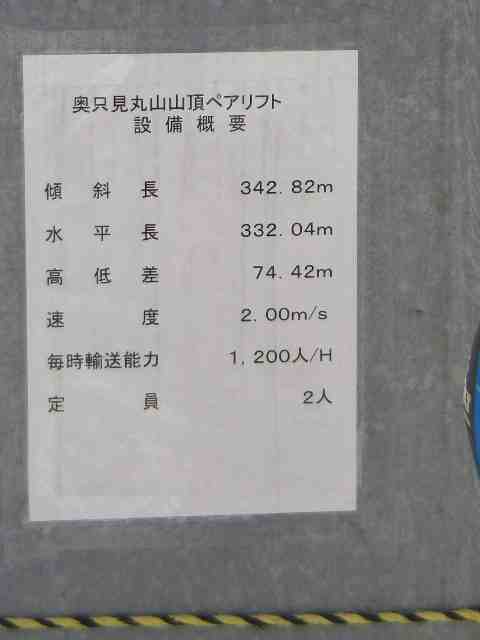 奥只見丸山山頂ペアリフト
設備概要
傾斜長 342.82m
水平長 332.04m
高低差 74.42m
速度 2.00m/s
毎時輸送能力 1,200人/H
定員 2人